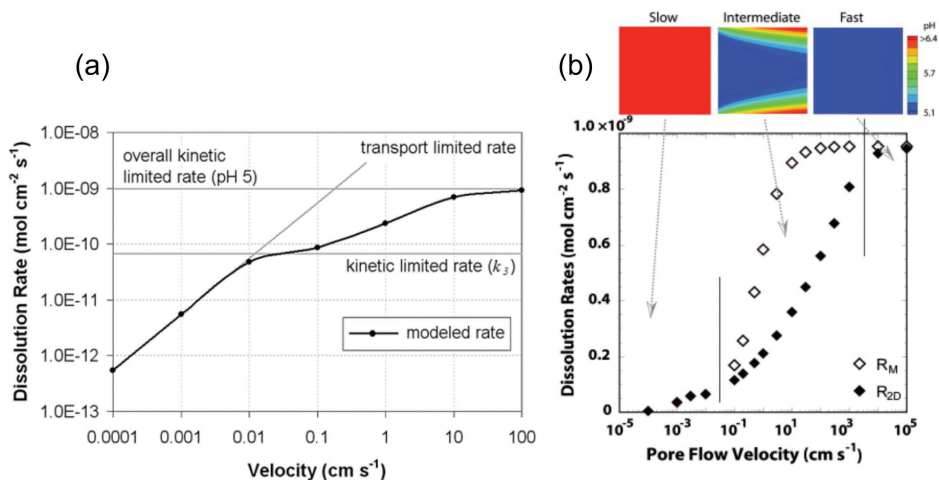 (a)
Dissolution Rate (mol cm⁻² s⁻¹)
1.0E-08
1.0E-09
1.0E-10
1.0E-11
1.0E-12
1.0E-13
overall kinetic
limited rate (pH 5)
transport limited rate
kinetic limited rate (k₃)
modeled rate
0.0001 0.001 0.01 0.1 1 10 100
Velocity (cm s⁻¹)
(b)
Slow Intermediate Fast
pH
>6.4
5.7
5.1
Dissolution Rates (mol cm⁻² s⁻¹)
1.0×10⁻⁹
0.8
0.6
0.4
0.2
0
R_M
R_2D
10⁻⁵ 10⁻³ 10⁻¹ 10¹ 10³ 10⁵
Pore Flow Velocity (cm s⁻¹)